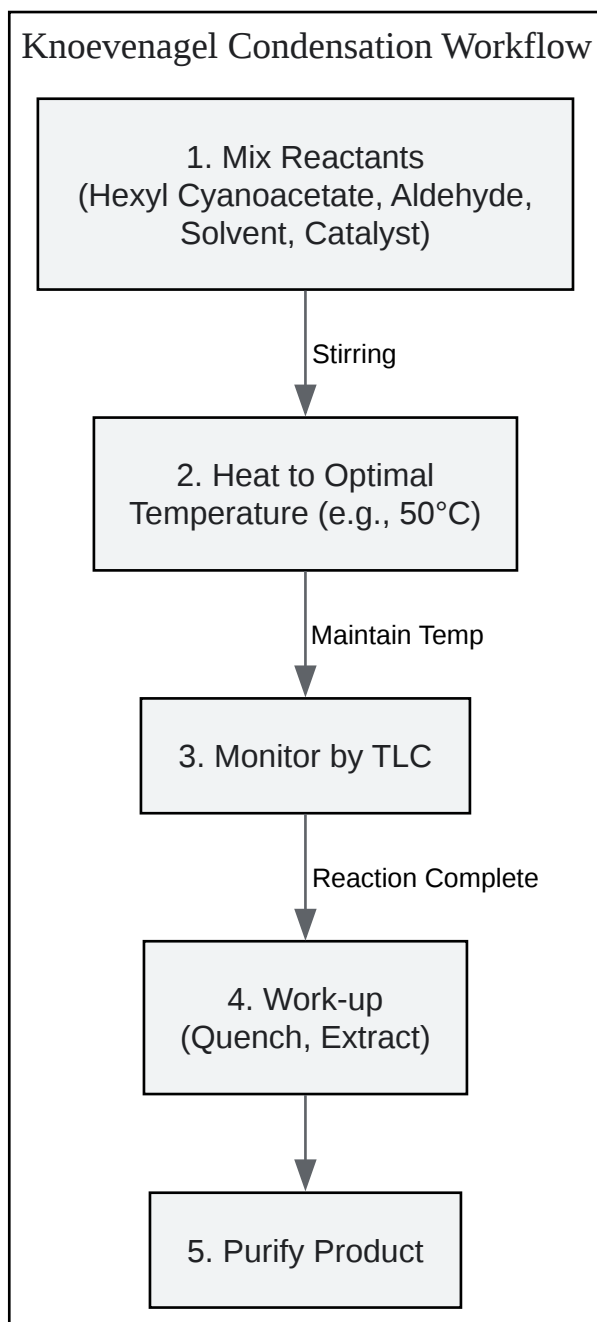 Knoevenagel Condensation Workflow
1. Mix Reactants
(Hexyl Cyanoacetate, Aldehyde,
Solvent, Catalyst)
Stirring
2. Heat to Optimal
Temperature (e.g., 50°C)
Maintain Temp
3. Monitor by TLC
Reaction Complete
4. Work-up
(Quench, Extract)
5. Purify Product